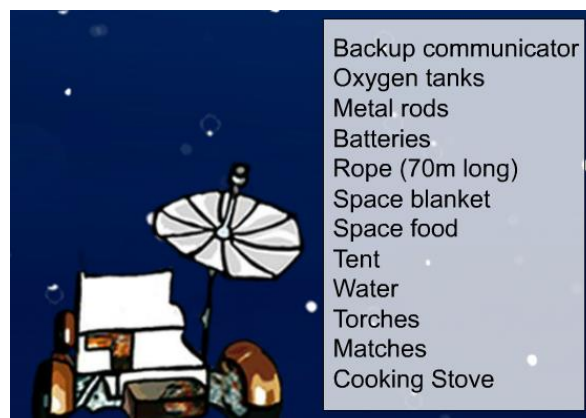 Backup communicator
Oxygen tanks
Metal rods
Batteries
Rope (70m long)
Space blanket
Space food
Tent
Water
Torches
Matches
Cooking Stove